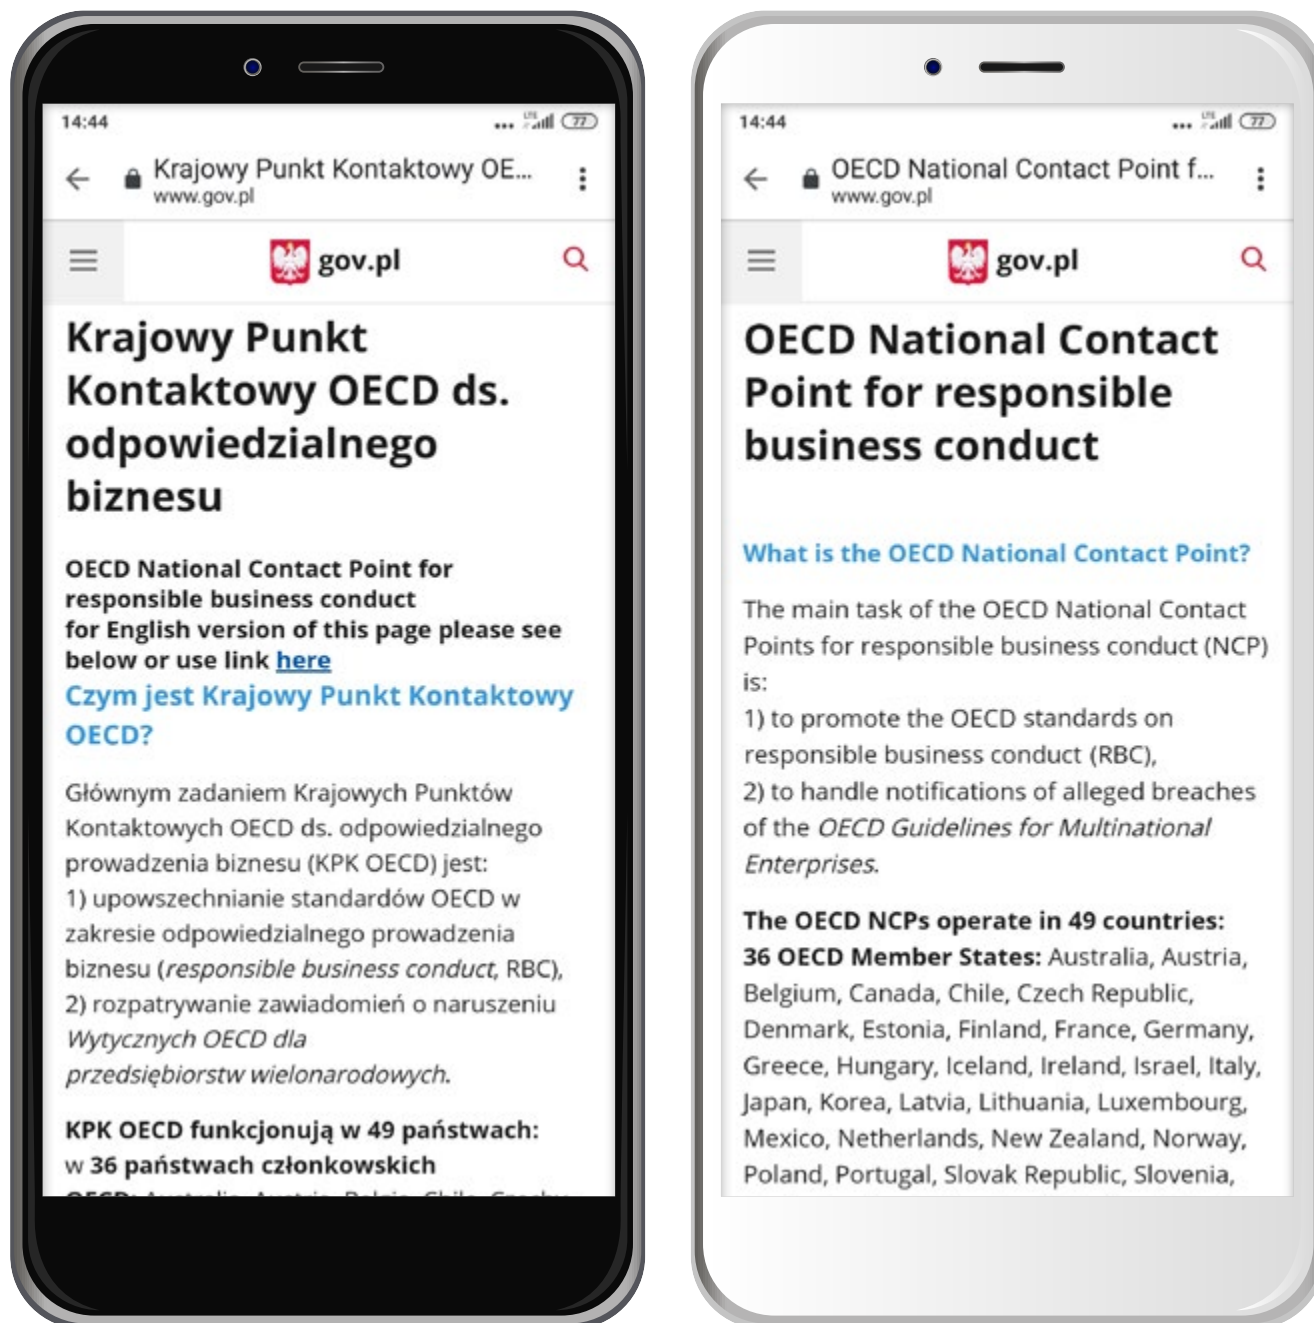 14:44
LTE
77
Krajowy Punkt Kontaktowy OE...
www.gov.pl
gov.pl
Krajowy Punkt
Kontaktowy OECD ds.
odpowiedzialnego
biznesu
OECD National Contact Point for
responsible business conduct
for English version of this page please see
below or use link here
Czym jest Krajowy Punkt Kontaktowy
OECD?
Głównym zadaniem Krajowych Punktów
Kontaktowych OECD ds. odpowiedzialnego
prowadzenia biznesu (KPK OECD) jest:
1) upowszechnianie standardów OECD w
zakresie odpowiedzialnego prowadzenia
biznesu (responsible business conduct, RBC),
2) rozpatrywanie zawiadomień o naruszeniu
Wytycznych OECD dla
przedsiębiorstw wielonarodowych.
KPK OECD funkcjonują w 49 państwach:
w 36 państwach członkowskich
OECD: Australia, Austria, Belgia, Chile, Czechy,
14:44
LTE
77
OECD National Contact Point f...
www.gov.pl
gov.pl
OECD National Contact
Point for responsible
business conduct
What is the OECD National Contact Point?
The main task of the OECD National Contact
Points for responsible business conduct (NCP)
is:
1) to promote the OECD standards on
responsible business conduct (RBC),
2) to handle notifications of alleged breaches
of the OECD Guidelines for Multinational
Enterprises.
The OECD NCPs operate in 49 countries:
36 OECD Member States: Australia, Austria,
Belgium, Canada, Chile, Czech Republic,
Denmark, Estonia, Finland, France, Germany,
Greece, Hungary, Iceland, Ireland, Israel, Italy,
Japan, Korea, Latvia, Lithuania, Luxembourg,
Mexico, Netherlands, New Zealand, Norway,
Poland, Portugal, Slovak Republic, Slovenia,